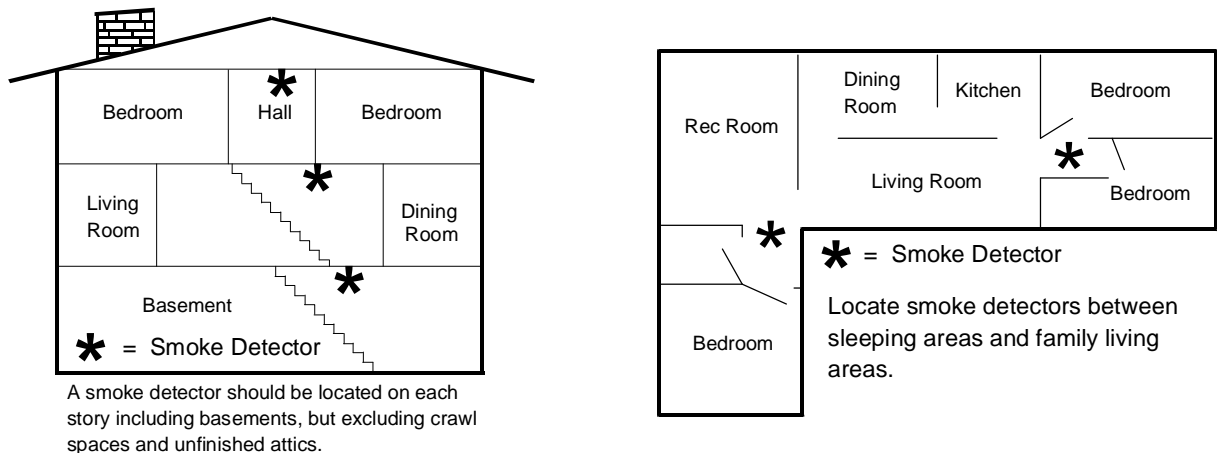 Bedroom
Hall
Bedroom
Living
Room
Dining
Room
Basement
* = Smoke Detector
A smoke detector should be located on each
story including basements, but excluding crawl
spaces and unfinished attics.
Rec Room
Dining
Room
Kitchen
Bedroom
Living Room
Bedroom
Bedroom
* = Smoke Detector
Locate smoke detectors between
sleeping areas and family living
areas.